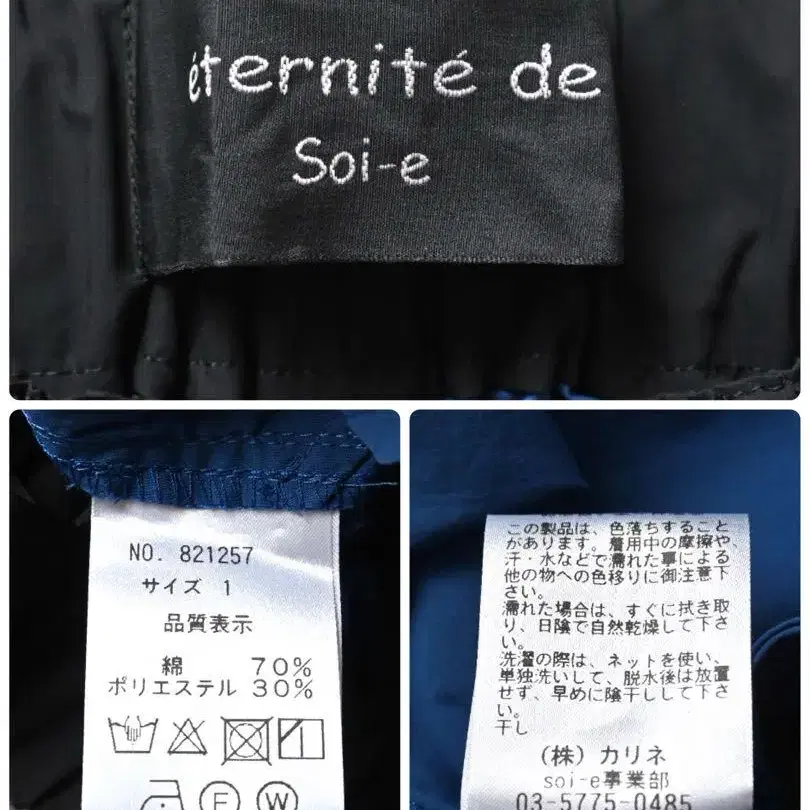 éternité de
Soi-e
NO. 821257
サイズ 1
品質表示
綿 70%
ポリエステル 30%
F
W
この製品は、色落ちすること
があります。着用中の摩擦や、
汗・水などで濡れた事による
他の物への色移りに御注意下
さい。
濡れた場合は、すぐに拭き取
り、日陰で自然乾燥して下さ
い。
洗濯の際は、ネットを使い、
単独洗いして、脱水後は放置
せず、早めに陰干しして下さ
い。
干し
(株) カリネ
soi-e事業部
03-5775-0485